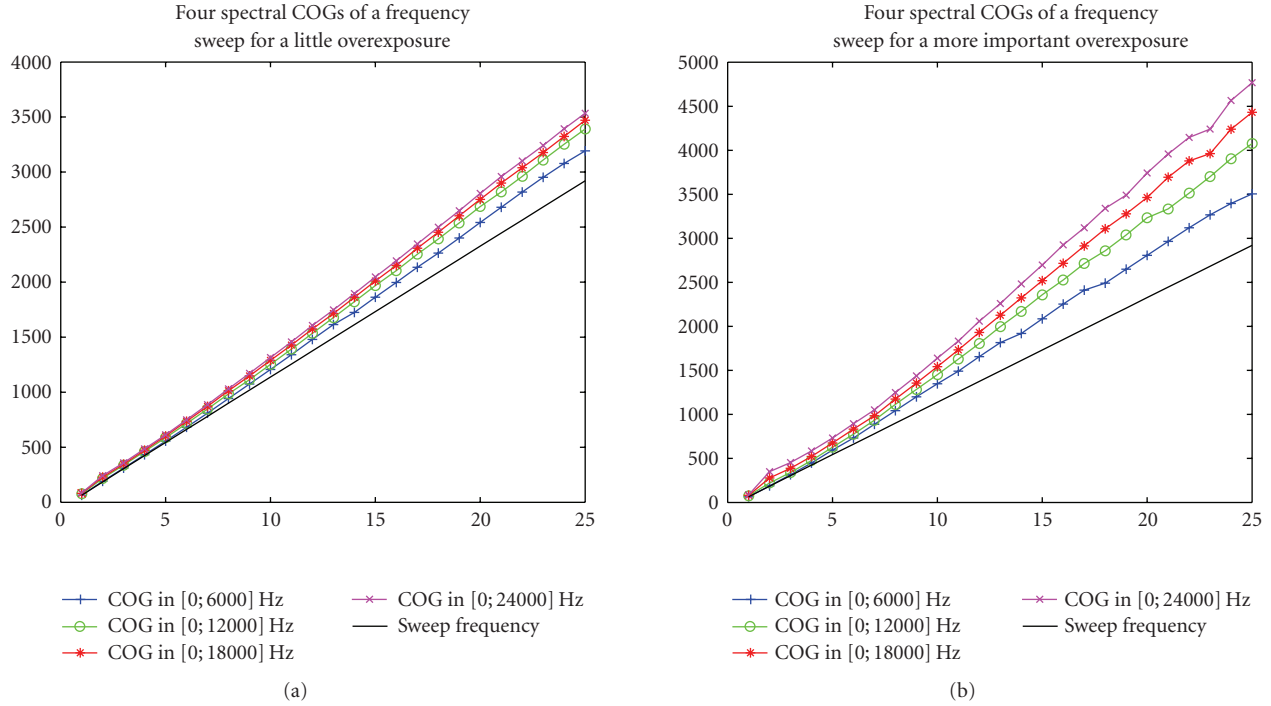 Four spectral COGs of a frequency
sweep for a little overexposure
4000
3500
3000
2500
2000
1500
1000
500
0
0 5 10 15 20 25
COG in [0; 6000] Hz
COG in [0; 12000] Hz
COG in [0; 18000] Hz
COG in [0; 24000] Hz
Sweep frequency
(a)
Four spectral COGs of a frequency
sweep for a more important overexposure
5000
4500
4000
3500
3000
2500
2000
1500
1000
500
0
0 5 10 15 20 25
COG in [0; 6000] Hz
COG in [0; 12000] Hz
COG in [0; 18000] Hz
COG in [0; 24000] Hz
Sweep frequency
(b)